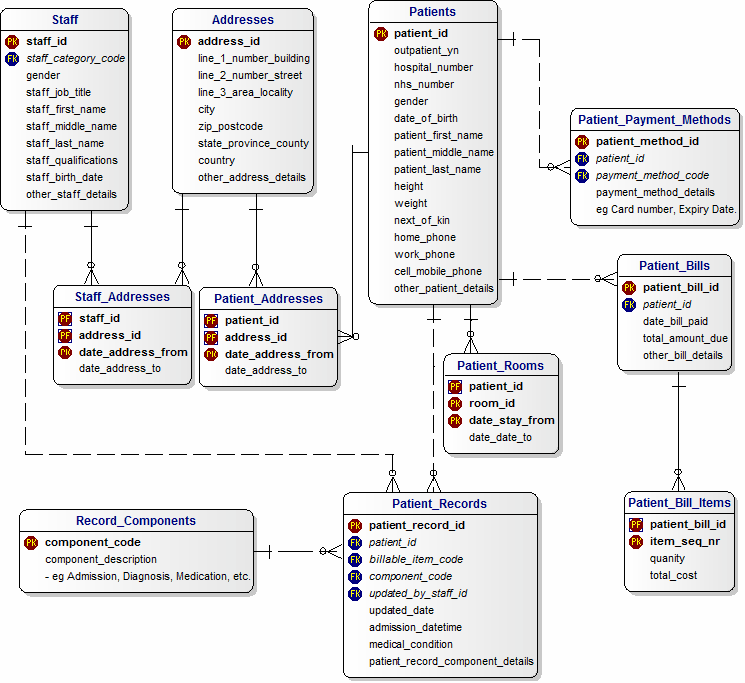 Staff
PK staff_id
FK staff_category_code
gender
staff_job_title
staff_first_name
staff_middle_name
staff_last_name
staff_qualifications
staff_birth_date
other_staff_details
Addresses
PK address_id
line_1_number_building
line_2_number_street
line_3_area_locality
city
zip_postcode
state_province_county
country
other_address_details
Patients
PK patient_id
outpatient_yn
hospital_number
nhs_number
gender
date_of_birth
patient_first_name
patient_middle_name
patient_last_name
height
weight
next_of_kin
home_phone
work_phone
cell_mobile_phone
other_patient_details
Patient_Payment_Methods
PK patient_method_id
FK patient_id
FK payment_method_code
payment_method_details
eg Card number, Expiry Date.
Staff_Addresses
PF staff_id
PF address_id
PK date_address_from
date_address_to
Patient_Addresses
PF patient_id
PF address_id
PK date_address_from
date_address_to
Patient_Bills
PK patient_bill_id
FK patient_id
date_bill_paid
total_amount_due
other_bill_details
Patient_Rooms
PF patient_id
PK room_id
PK date_stay_from
date_date_to
Record_Components
PK component_code
component_description
- eg Admission, Diagnosis, Medication, etc.
Patient_Records
PK patient_record_id
FK patient_id
FK billable_item_code
FK component_code
FK updated_by_staff_id
updated_date
admission_datetime
medical_condition
patient_record_component_details
Patient_Bill_Items
PF patient_bill_id
PK item_seq_nr
quanity
total_cost